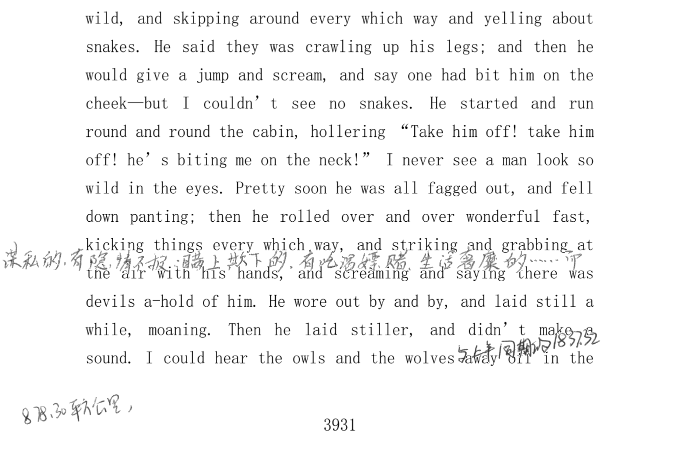 wild, and skipping around every which way and yelling about
snakes. He said they was crawling up his legs; and then he
would give a jump and scream, and say one had bit him on the
cheek—but I couldn’t see no snakes. He started and run
round and round the cabin, hollering “Take him off! take him
off! he’s biting me on the neck!” I never see a man look so
wild in the eyes. Pretty soon he was all fagged out, and fell
down panting; then he rolled over and over wonderful fast,
kicking things every which way, and striking and grabbing at
谋私的,有隐情不报,瞒上欺下的,有吃喝嫖赌,生活奢靡的……可
the air with his hands, and screaming and saying there was
devils a-hold of him. He wore out by and by, and laid still a
while, moaning. Then he laid stiller, and didn’t make a
sound. I could hear the owls and the wolves away off in the
与上年同期的1837.52
878.30车公里,
3931